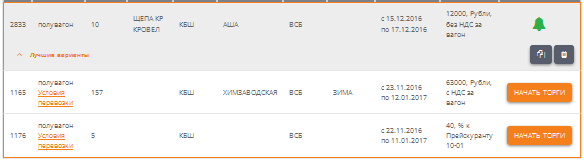 2833 полувагон 10 ЩЕПА КР КРОВЕЛ КБШ АША ВСБ с 15.12.2016 по 17.12.2016 12000, Рубли, без НДС за вагон
Лучшие варианты
1165 полувагон Условия перевозки 157 КБШ ХИМЗАВОДСКАЯ ВСБ ЗИМА с 23.11.2016 по 12.01.2017 63000, Рубли, с НДС за вагон НАЧАТЬ ТОРГИ
1176 полувагон Условия перевозки 5 КБШ ВСБ с 22.11.2016 по 11.01.2017 40, % к Прейскуранту 10-01 НАЧАТЬ ТОРГИ